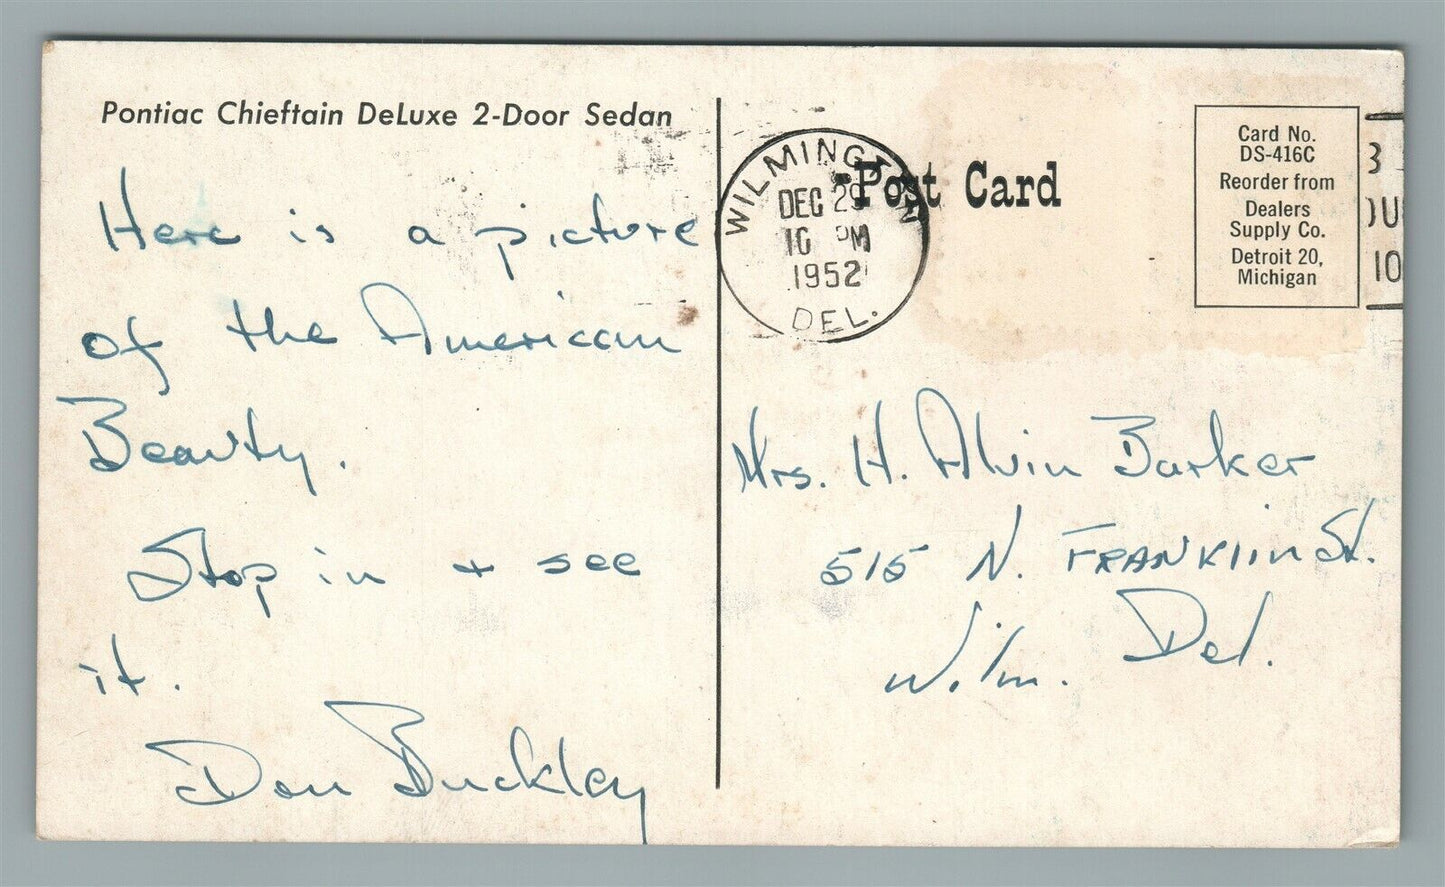 Pontiac Chieftain DeLuxe 2-Door Sedan
Here is a picture
of the American
Beauty.
Stop in + see
it.
Don Buckley
WILMINGTON
DEC 29
10 PM
1952
DEL.
Post Card
Card No.
DS-416C
Reorder from
Dealers
Supply Co.
Detroit 20,
Michigan
Mrs. H. Alvin Barker
515 N. FRANKlin St.
Wilm. Del.